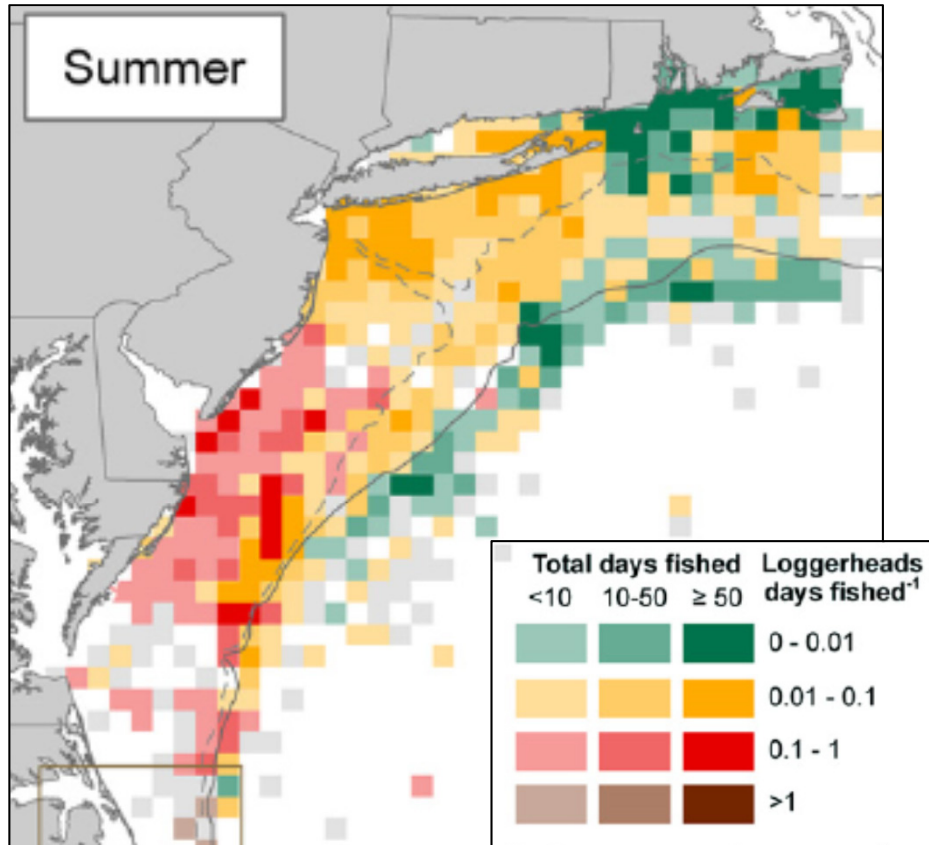 Summer
Total days fished Loggerheads
<10 10-50 ≥ 50 days fished-1
0 - 0.01
0.01 - 0.1
0.1 - 1
>1